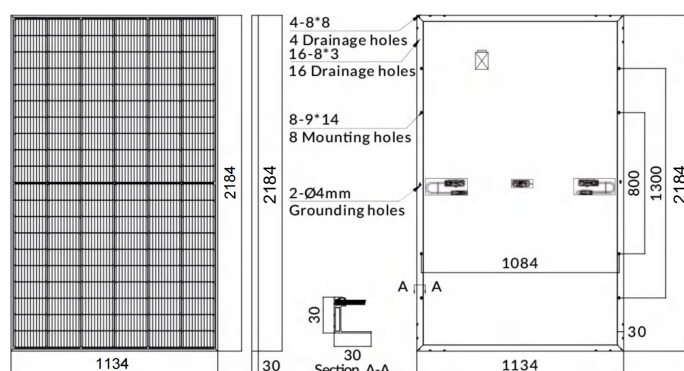 2184
1134
2184
30
4-8*8
4 Drainage holes
16-8*3
16 Drainage holes
8-9*14
8 Mounting holes
2-Ø4mm
Grounding holes
30
30
Section A-A
A A
1084
800
1300
2184
30
1134